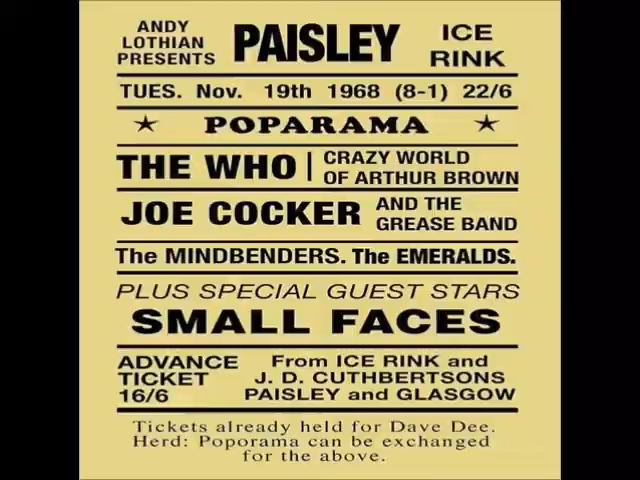 ANDY LOTHIAN PRESENTS PAISLEY ICE RINK
TUES. Nov. 19th 1968 (8-1) 22/6
★ POPARAMA ★
THE WHO | CRAZY WORLD OF ARTHUR BROWN
JOE COCKER AND THE GREASE BAND
The MINDBENDERS. The EMERALDS.
PLUS SPECIAL GUEST STARS
SMALL FACES
ADVANCE TICKET 16/6
From ICE RINK and
J. D. CUTHBERTSONS
PAISLEY and GLASGOW
Tickets already held for Dave Dee.
Herd: Poporama can be exchanged
for the above.